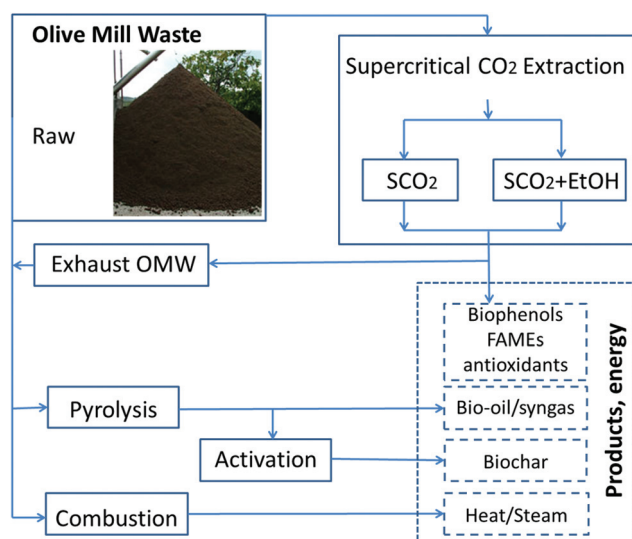 Olive Mill Waste
Raw
Supercritical CO2 Extraction
SCO2
SCO2+EtOH
Exhaust OMW
Biophenols
FAMEs
antioxidants
Pyrolysis
Bio-oil/syngas
Activation
Biochar
Combustion
Heat/Steam
Products, energy